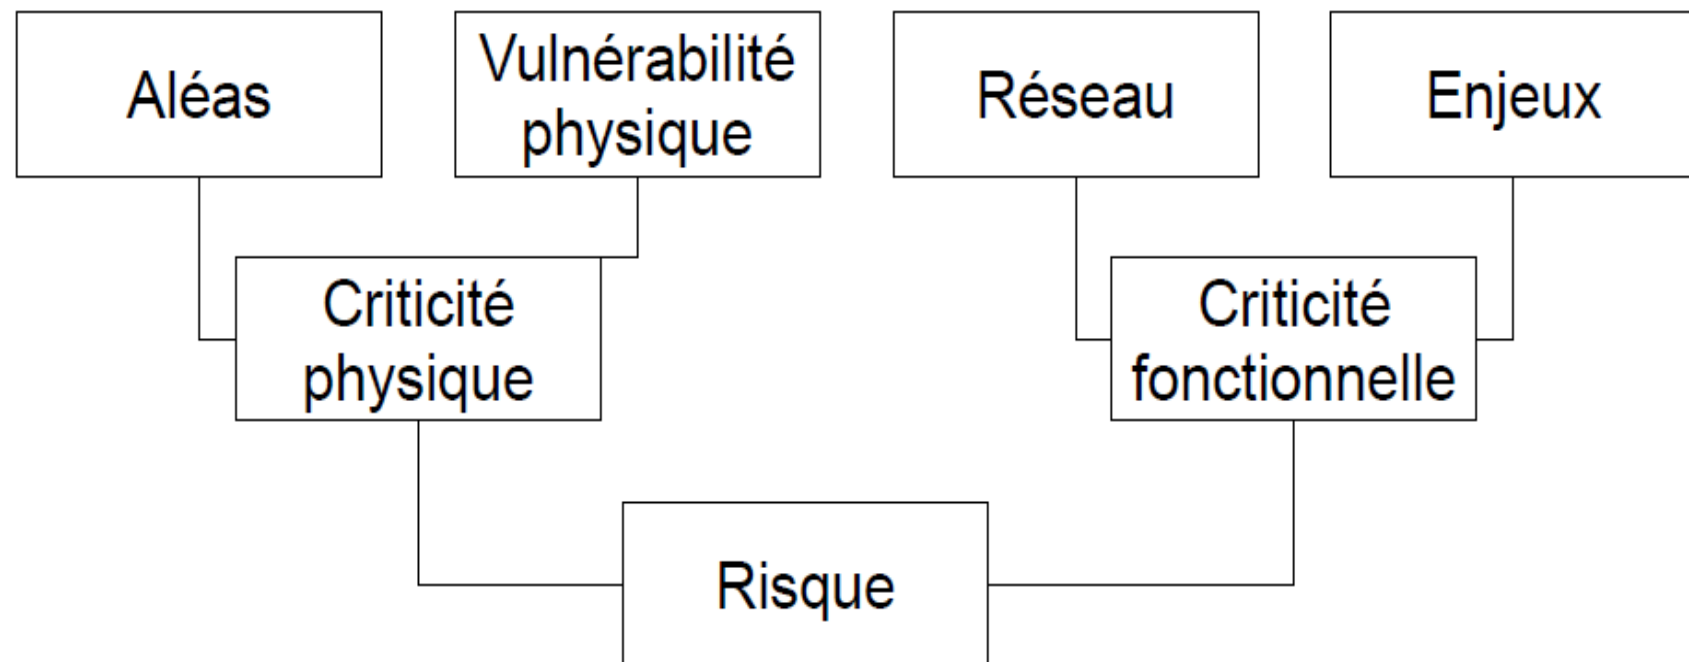 Aléas
Vulnérabilité
physique
Réseau
Enjeux
Criticité
physique
Criticité
fonctionnelle
Risque